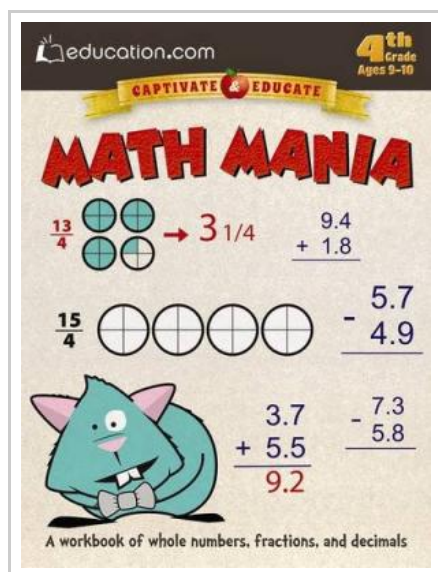 education.com
4th
Grade
Ages 9-10
CAPTIVATE & EDUCATE
MATH MANIA
13/4 → 3 1/4
9.4
+ 1.8
15/4
5.7
- 4.9
3.7
+ 5.5
9.2
7.3
- 5.8
A workbook of whole numbers, fractions, and decimals